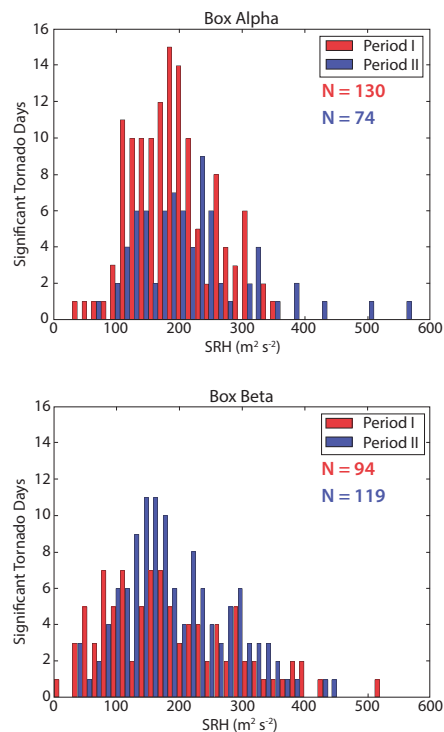 Box Alpha
16
14
12
10
8
6
4
2
0
Significant Tornado Days
Period I
Period II
N = 130
N = 74
0 100 200 300 400 500 600
SRH (m² s⁻²)
Box Beta
16
14
12
10
8
6
4
2
0
Significant Tornado Days
Period I
Period II
N = 94
N = 119
0 100 200 300 400 500 600
SRH (m² s⁻²)